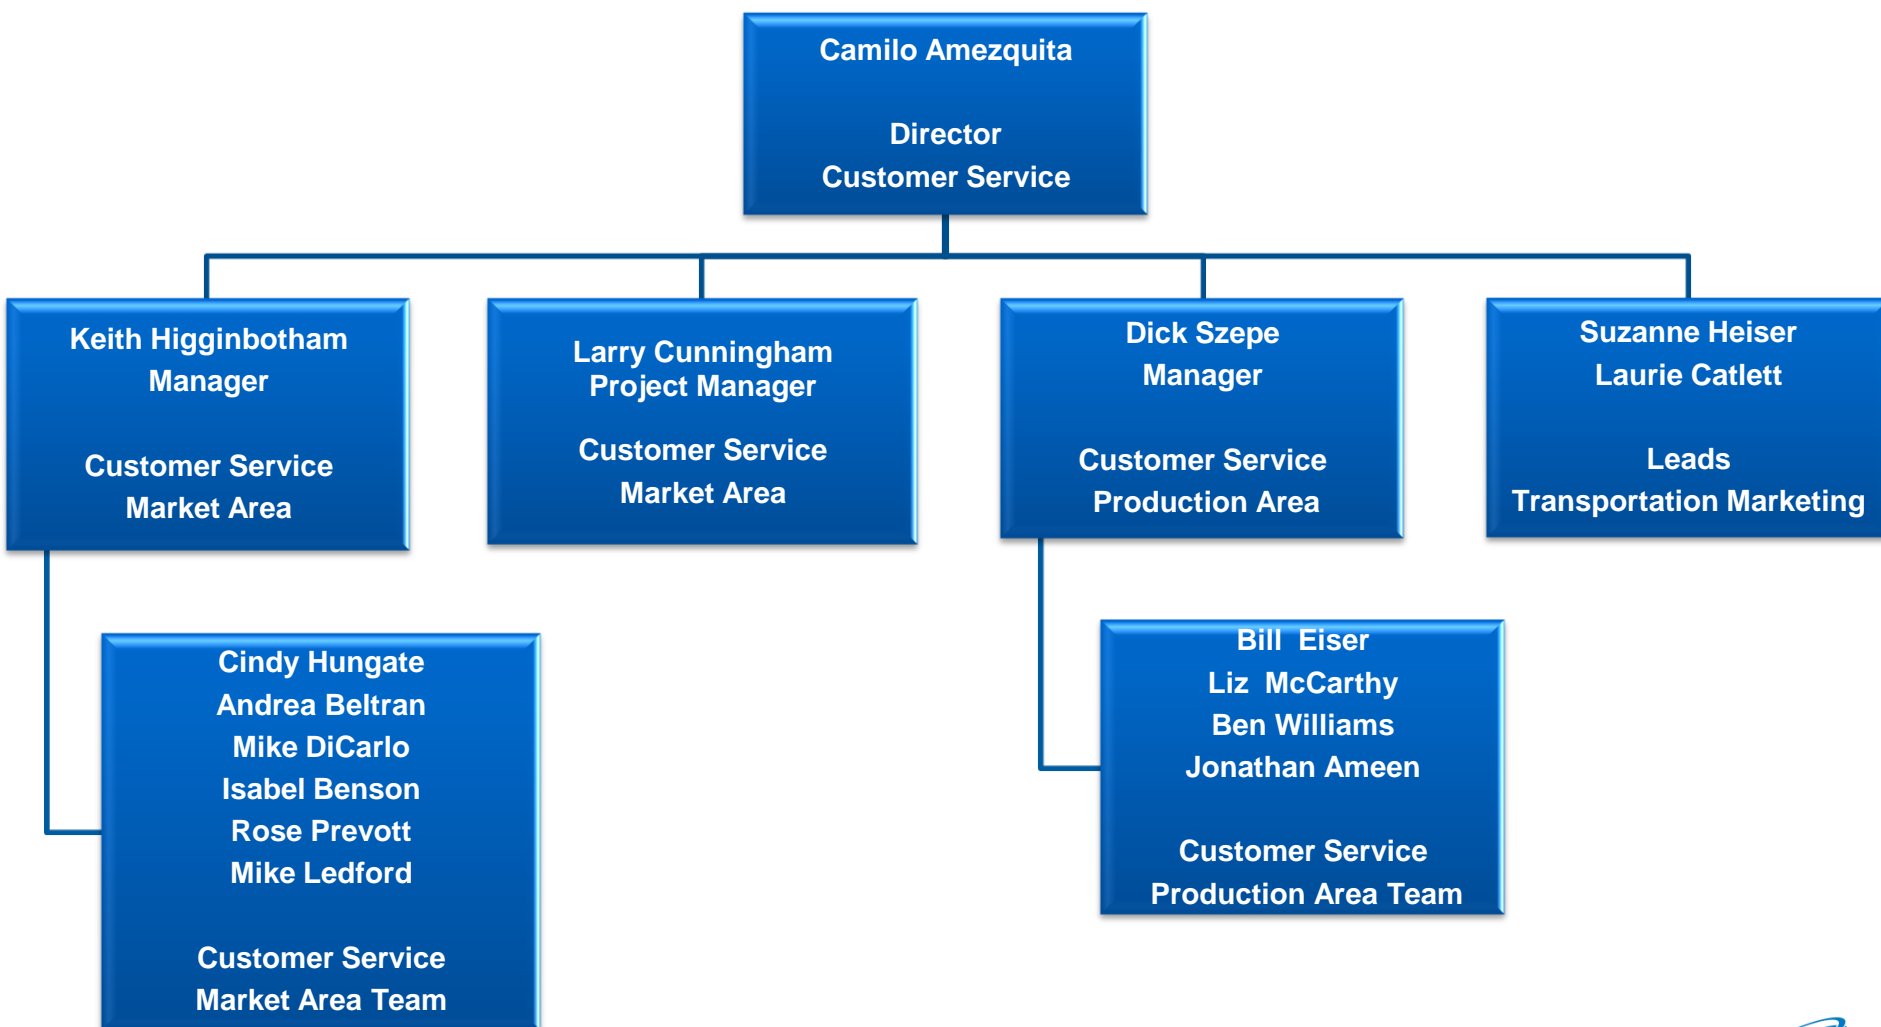 Camilo Amezquita
Director
Customer Service
Keith Higginbotham
Manager
Customer Service
Market Area
Larry Cunningham
Project Manager
Customer Service
Market Area
Dick Szepe
Manager
Customer Service
Production Area
Suzanne Heiser
Laurie Catlett
Leads
Transportation Marketing
Cindy Hungate
Andrea Beltran
Mike DiCarlo
Isabel Benson
Rose Prevott
Mike Ledford
Customer Service
Market Area Team
Bill Eiser
Liz McCarthy
Ben Williams
Jonathan Ameen
Customer Service
Production Area Team